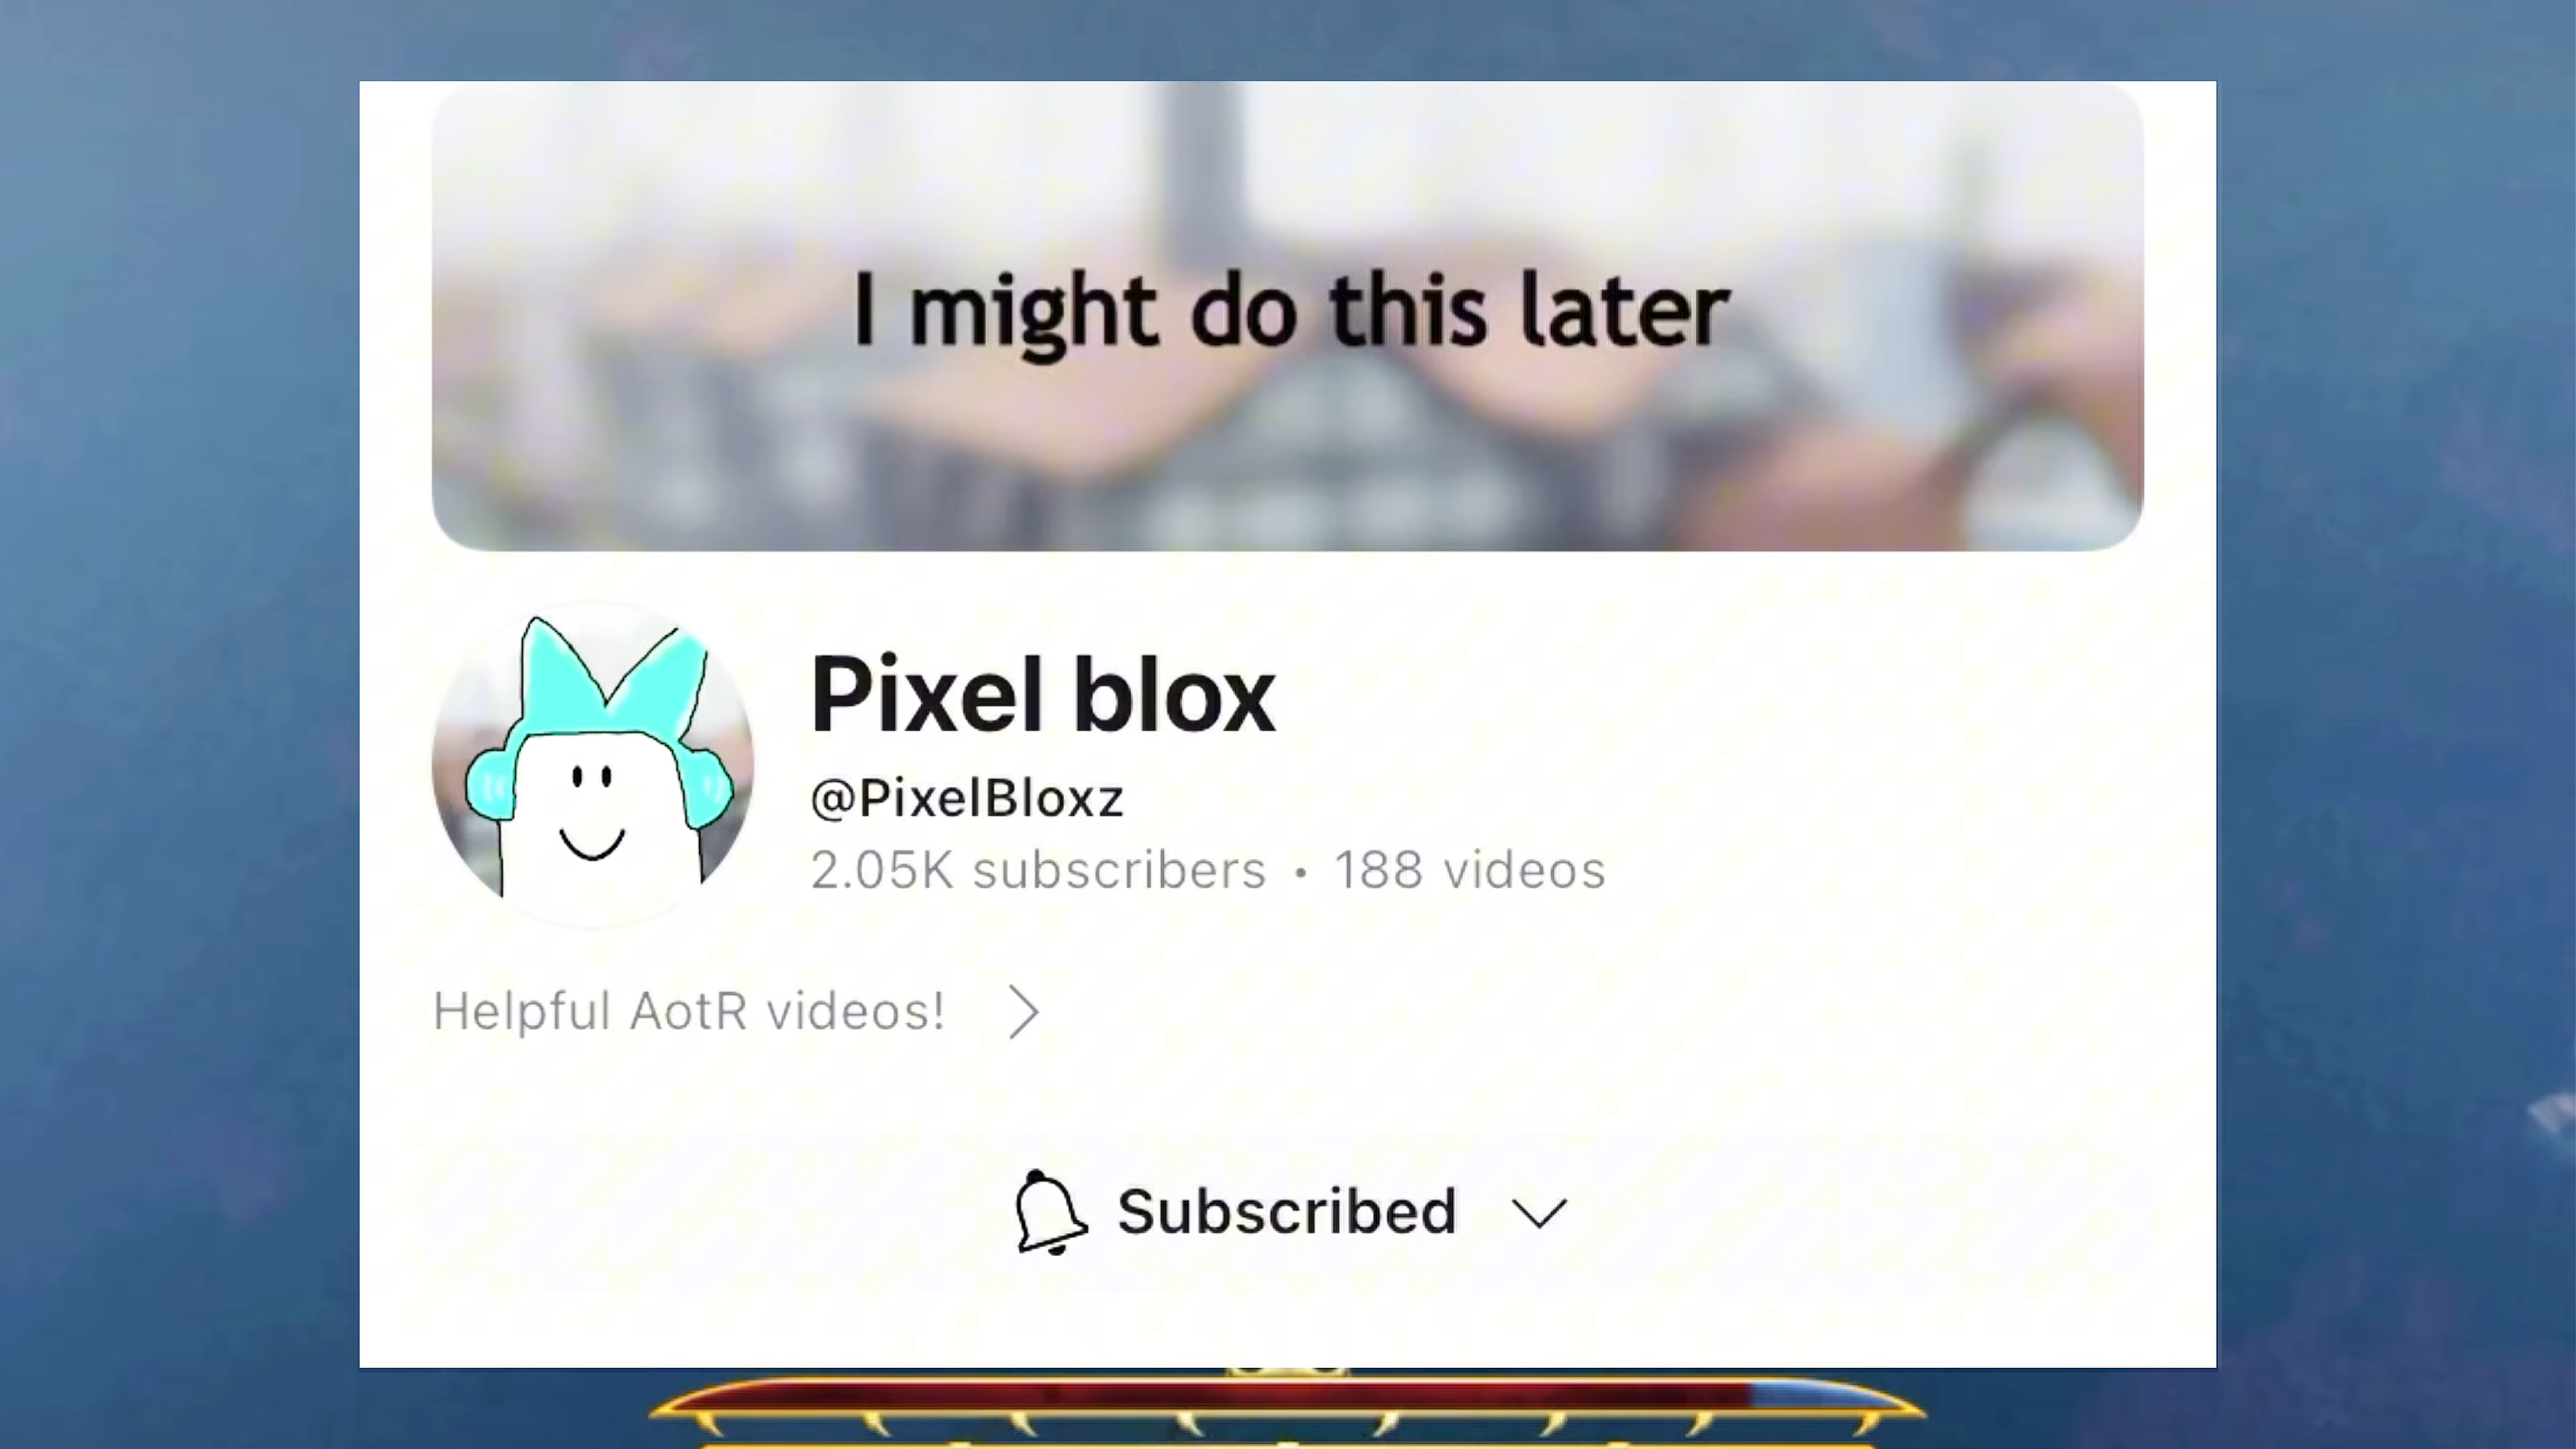 I might do this later
Pixel blox
@PixelBloxz
2.05K subscribers • 188 videos
Helpful AotR videos!
Subscribed